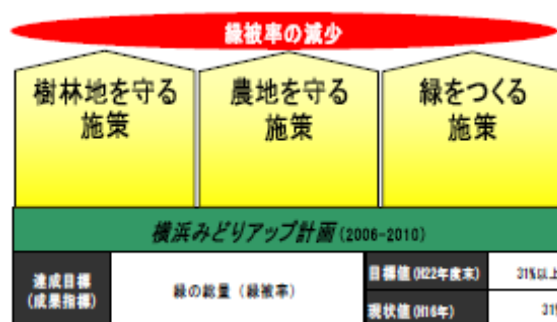 緑被率の減少
樹林地を守る
施策
農地を守る
施策
緑をつくる
施策
横浜みどりアップ計画(2006-2010)
達成目標
(成果指標)
緑の総量(緑被率)
目標値(H22年度末)
31%以上
現状値(H16年)
31%